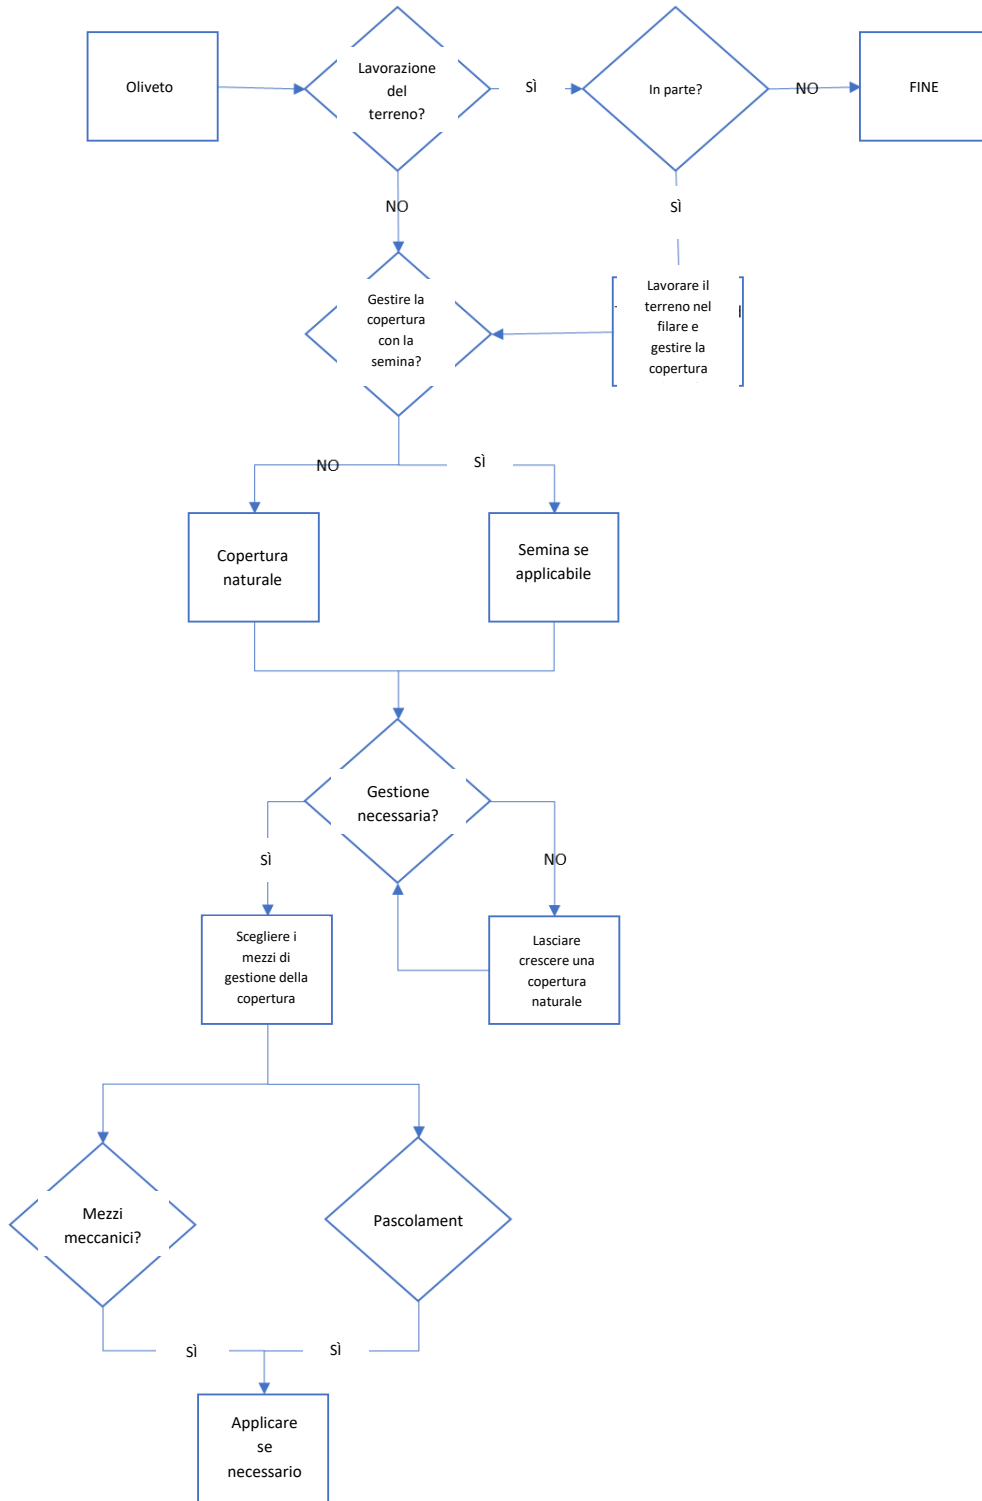 Oliveto
Lavorazione
del
terreno?
SÌ
In parte?
NO
FINE
NO
SÌ
Gestire la
copertura
con la
semina?
Lavorare il
terreno nel
filare e
gestire la
copertura
NO
SÌ
Copertura
naturale
Semina se
applicabile
Gestione
necessaria?
SÌ
NO
Scegliere i
mezzi di
gestione della
copertura
Lasciare
crescere una
copertura
naturale
Mezzi
meccanici?
Pascolament
SÌ
SÌ
Applicare
se
necessario